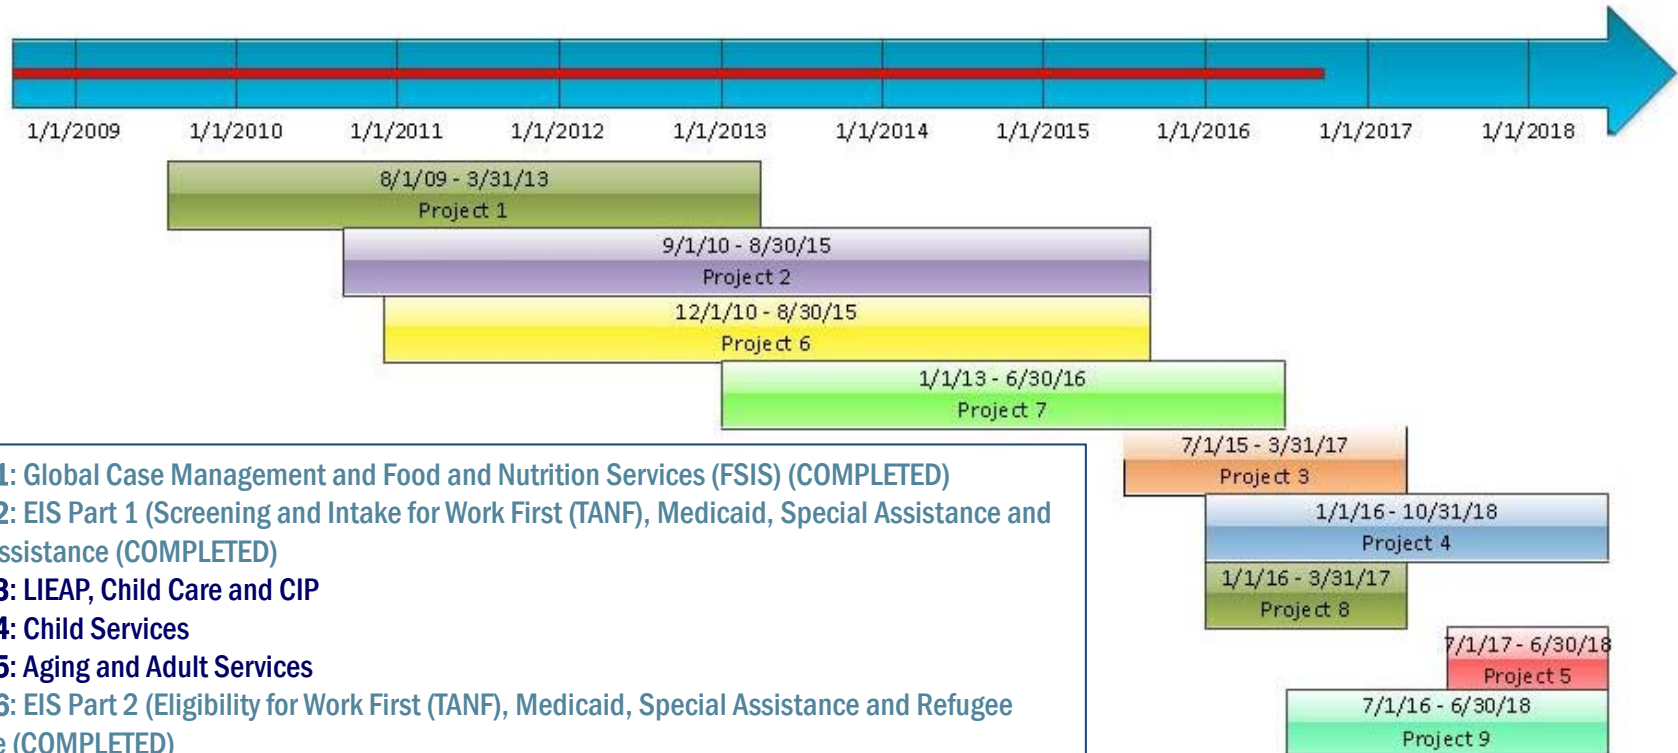 1/1/2009 1/1/2010 1/1/2011 1/1/2012 1/1/2013 1/1/2014 1/1/2015 1/1/2016 1/1/2017 1/1/2018
8/1/09 - 3/31/13
Project 1
9/1/10 - 8/30/15
Project 2
12/1/10 - 8/30/15
Project 6
1/1/13 - 6/30/16
Project 7
7/1/15 - 3/31/17
Project 3
1/1/16 - 10/31/18
Project 4
1/1/16 - 3/31/17
Project 8
7/1/17 - 6/30/18
Project 5
7/1/16 - 6/30/18
Project 9
1: Global Case Management and Food and Nutrition Services (FSIS) (COMPLETED)
2: EIS Part 1 (Screening and Intake for Work First (TANF), Medicaid, Special Assistance and
ssistance (COMPLETED)
3: LIEAP, Child Care and CIP
4: Child Services
5: Aging and Adult Services
6: EIS Part 2 (Eligibility for Work First (TANF), Medicaid, Special Assistance and Refugee
e (COMPLETED)